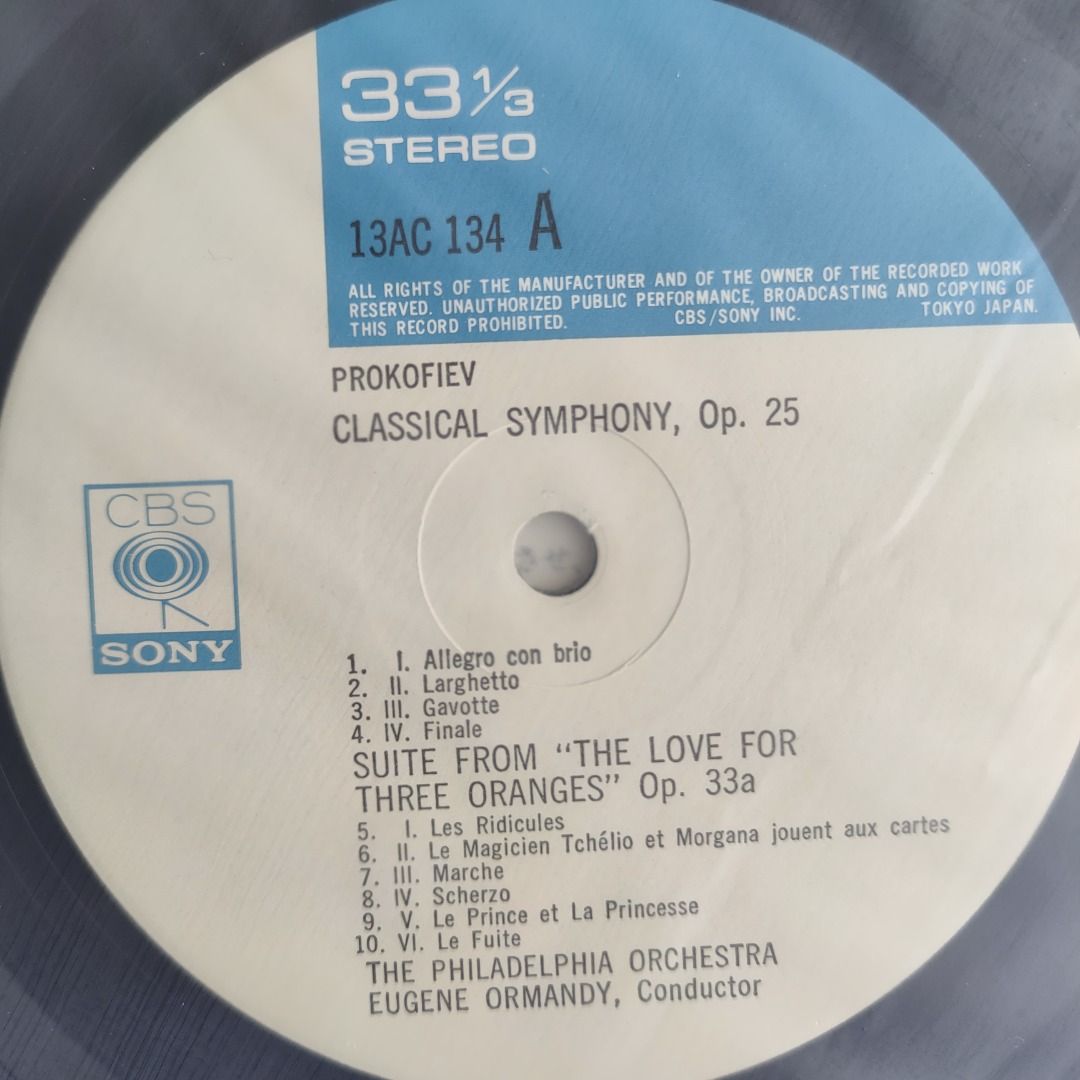 33 1/3
STEREO
13AC 134 A
ALL RIGHTS OF THE MANUFACTURER AND OF THE OWNER OF THE RECORDED WORK
RESERVED. UNAUTHORIZED PUBLIC PERFORMANCE, BROADCASTING AND COPYING OF
THIS RECORD PROHIBITED. CBS/SONY INC. TOKYO JAPAN.
PROKOFIEV
CLASSICAL SYMPHONY, Op. 25
CBS
SONY
1. I. Allegro con brio
2. II. Larghetto
3. III. Gavotte
4. IV. Finale
SUITE FROM “THE LOVE FOR
THREE ORANGES” Op. 33a
5. I. Les Ridicules
6. II. Le Magicien Tchélio et Morgana jouent aux cartes
7. III. Marche
8. IV. Scherzo
9. V. Le Prince et La Princesse
10. VI. Le Fuite
THE PHILADELPHIA ORCHESTRA
EUGENE ORMANDY, Conductor